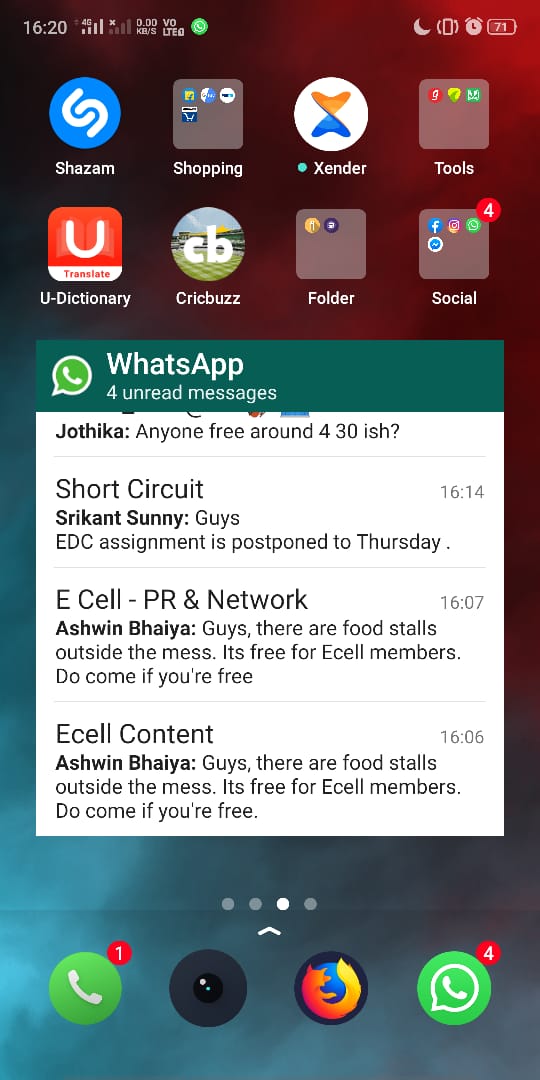 16:20 4G 0.00 KB/S VO LTE 71
Shazam Shopping Xender Tools
4
U Translate cb
U-Dictionary Cricbuzz Folder Social
WhatsApp
4 unread messages
Jothika: Anyone free around 4 30 ish?
Short Circuit 16:14
Srikant Sunny: Guys
EDC assignment is postponed to Thursday .
E Cell - PR & Network 16:07
Ashwin Bhaiya: Guys, there are food stalls
outside the mess. Its free for Ecell members.
Do come if you're free
Ecell Content 16:06
Ashwin Bhaiya: Guys, there are food stalls
outside the mess. Its free for Ecell members.
Do come if you're free.
1 4